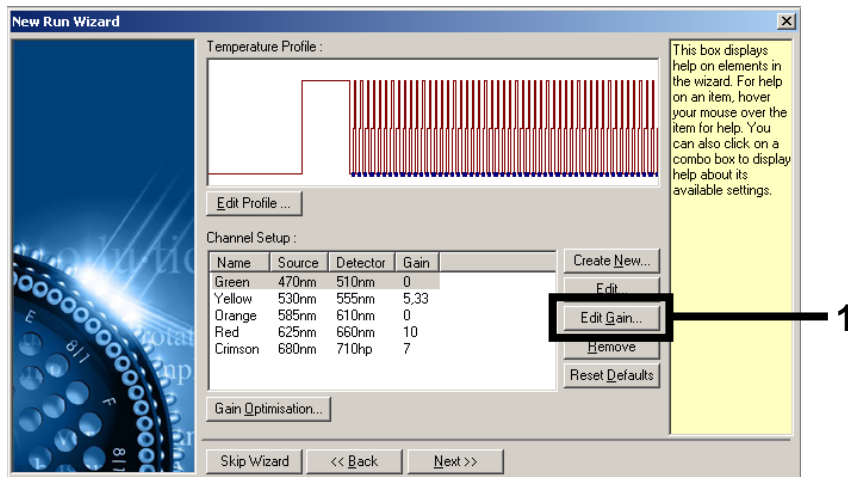 New Run Wizard
Temperature Profile :
Edit Profile ...
Channel Setup :
Name Source Detector Gain
Green 470nm 510nm 0
Yellow 530nm 555nm 5,33
Orange 585nm 610nm 0
Red 625nm 660nm 10
Crimson 680nm 710hp 7
Create New...
Edit...
Edit Gain...
Remove
Reset Defaults
Gain Optimisation...
Skip Wizard
<< Back
Next >>
This box displays
help on elements in
the wizard. For help
on an item, hover
your mouse over the
item for help. You
can also click on a
combo box to display
help about its
available settings.
1